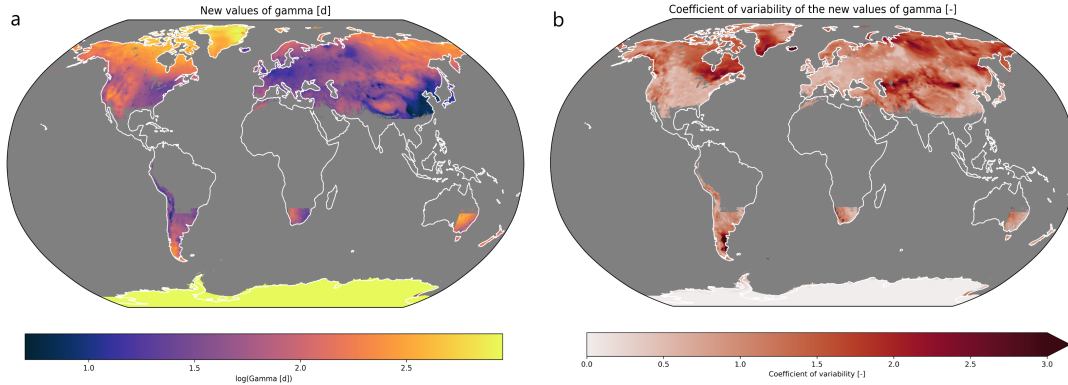 a
New values of gamma [d]
1.0 1.5 2.0 2.5
log(Gamma [d])
b
Coefficient of variability of the new values of gamma [-]
0.0 0.5 1.0 1.5 2.0 2.5 3.0
Coefficient of variability [-]